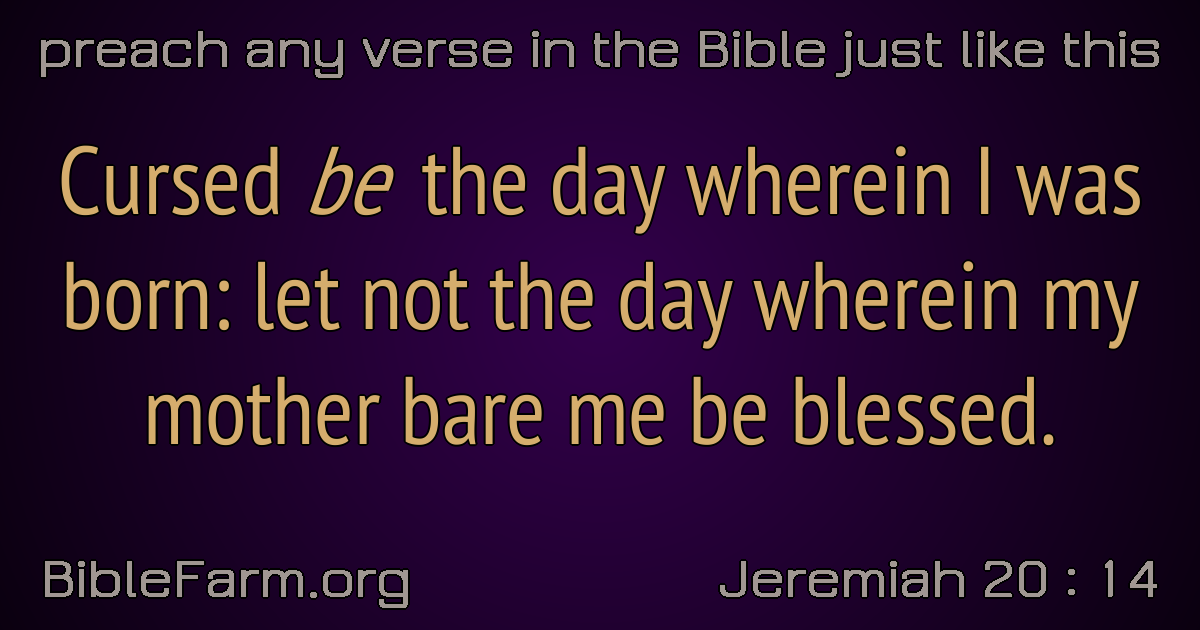 preach any verse in the Bible just like this
Cursed be the day wherein I was
born: let not the day wherein my
mother bare me be blessed.
BibleFarm.org
Jeremiah 20 : 14